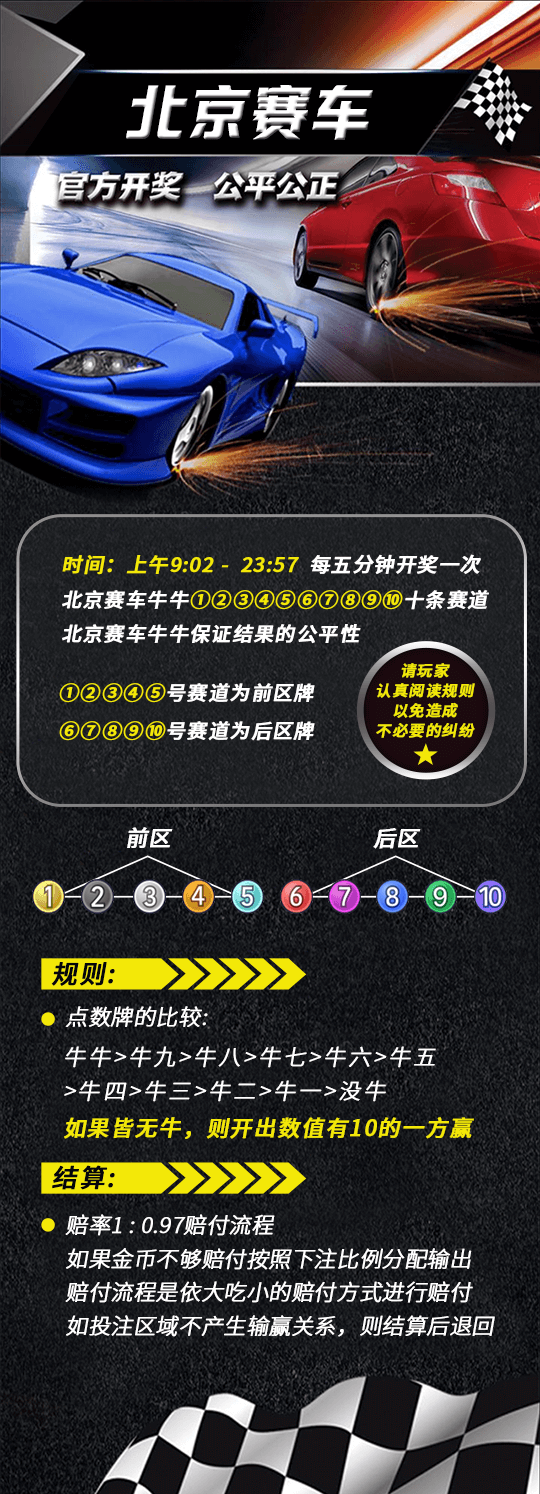 北京赛车
官方开奖 公平公正
时间：上午9:02 - 23:57 每五分钟开奖一次
北京赛车牛牛①②③④⑤⑥⑦⑧⑨⑩十条赛道
北京赛车牛牛保证结果的公平性
①②③④⑤号赛道为前区牌
⑥⑦⑧⑨⑩号赛道为后区牌
请玩家
认真阅读规则
以免造成
不必要的纠纷
前区 后区
1 2 3 4 5 6 7 8 9 10
规则:
点数牌的比较:
牛牛>牛九>牛八>牛七>牛六>牛五
>牛四>牛三>牛二>牛一>没牛
如果皆无牛，则开出数值有10的一方赢
结算:
赔率1 : 0.97赔付流程
如果金币不够赔付按照下注比例分配输出
赔付流程是依大吃小的赔付方式进行赔付
如投注区域不产生输赢关系，则结算后退回